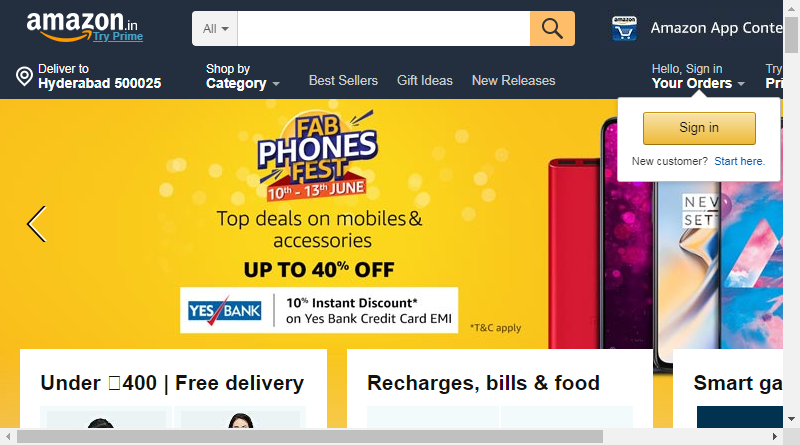 amazon.in
Try Prime
All
Amazon App Conte
Deliver to
Hyderabad 500025
Shop by
Category
Best Sellers
Gift Ideas
New Releases
Hello, Sign in
Your Orders
Try
Pri
Sign in
New customer? Start here.
FAB
PHONES
FEST
10th - 13th JUNE
Top deals on mobiles &
accessories
UP TO 40% OFF
YES BANK
10% Instant Discount*
on Yes Bank Credit Card EMI
*T&C apply
NEV
SET
Under 400 | Free delivery
Recharges, bills & food
Smart ga